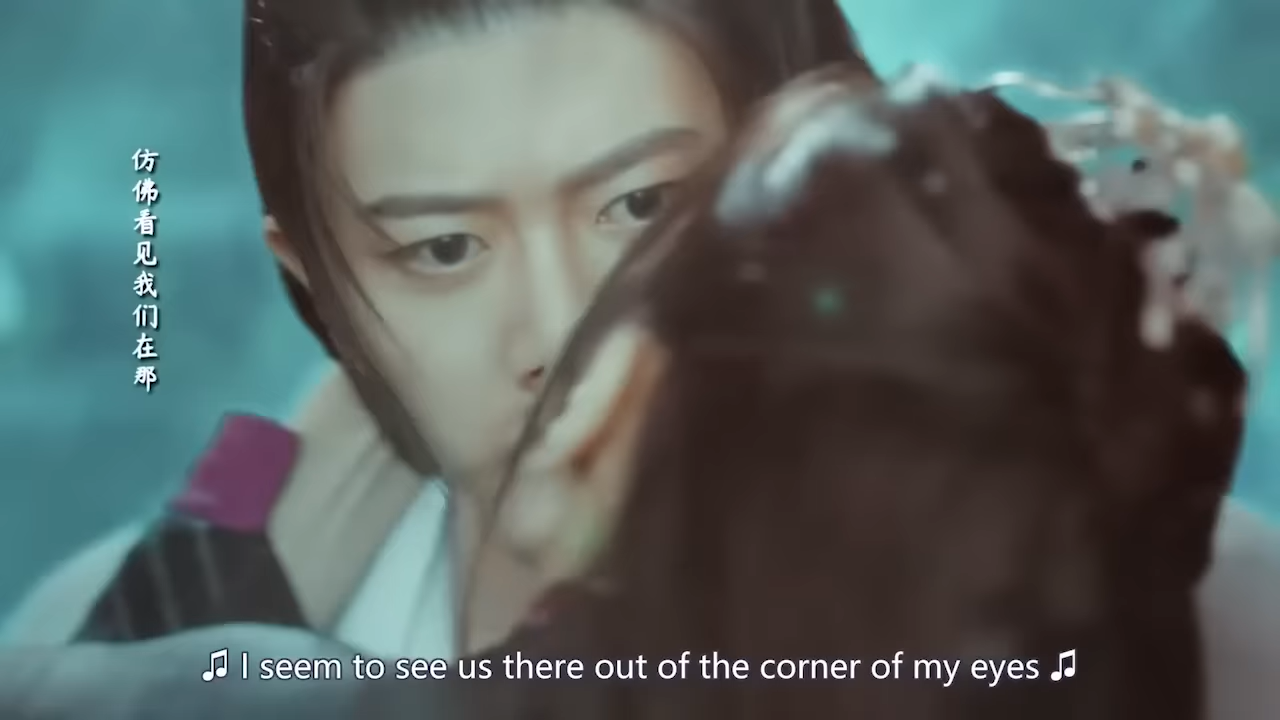 仿佛看见我们在那
♫ I seem to see us there out of the corner of my eyes ♫